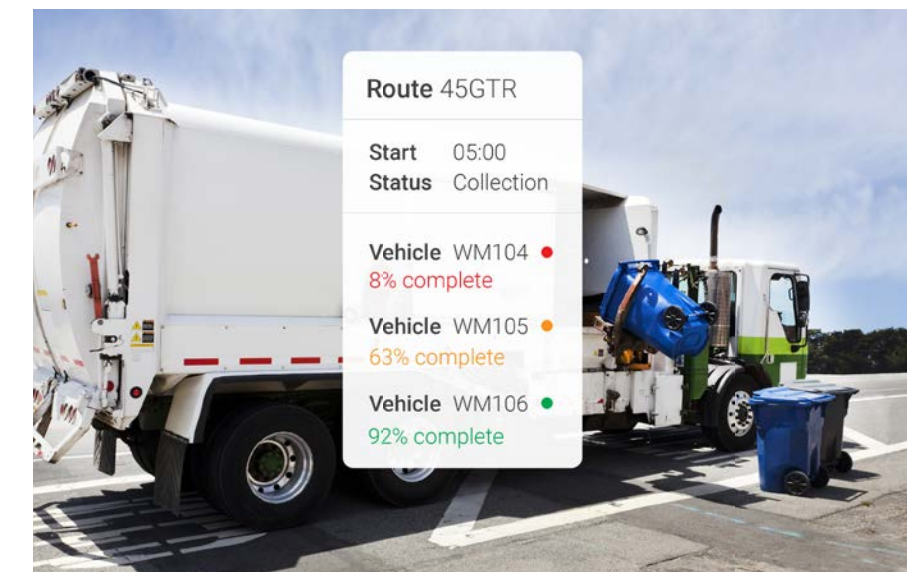 Route 45GTR
Start 05:00
Status Collection
Vehicle WM104
8% complete
Vehicle WM105
63% complete
Vehicle WM106
92% complete